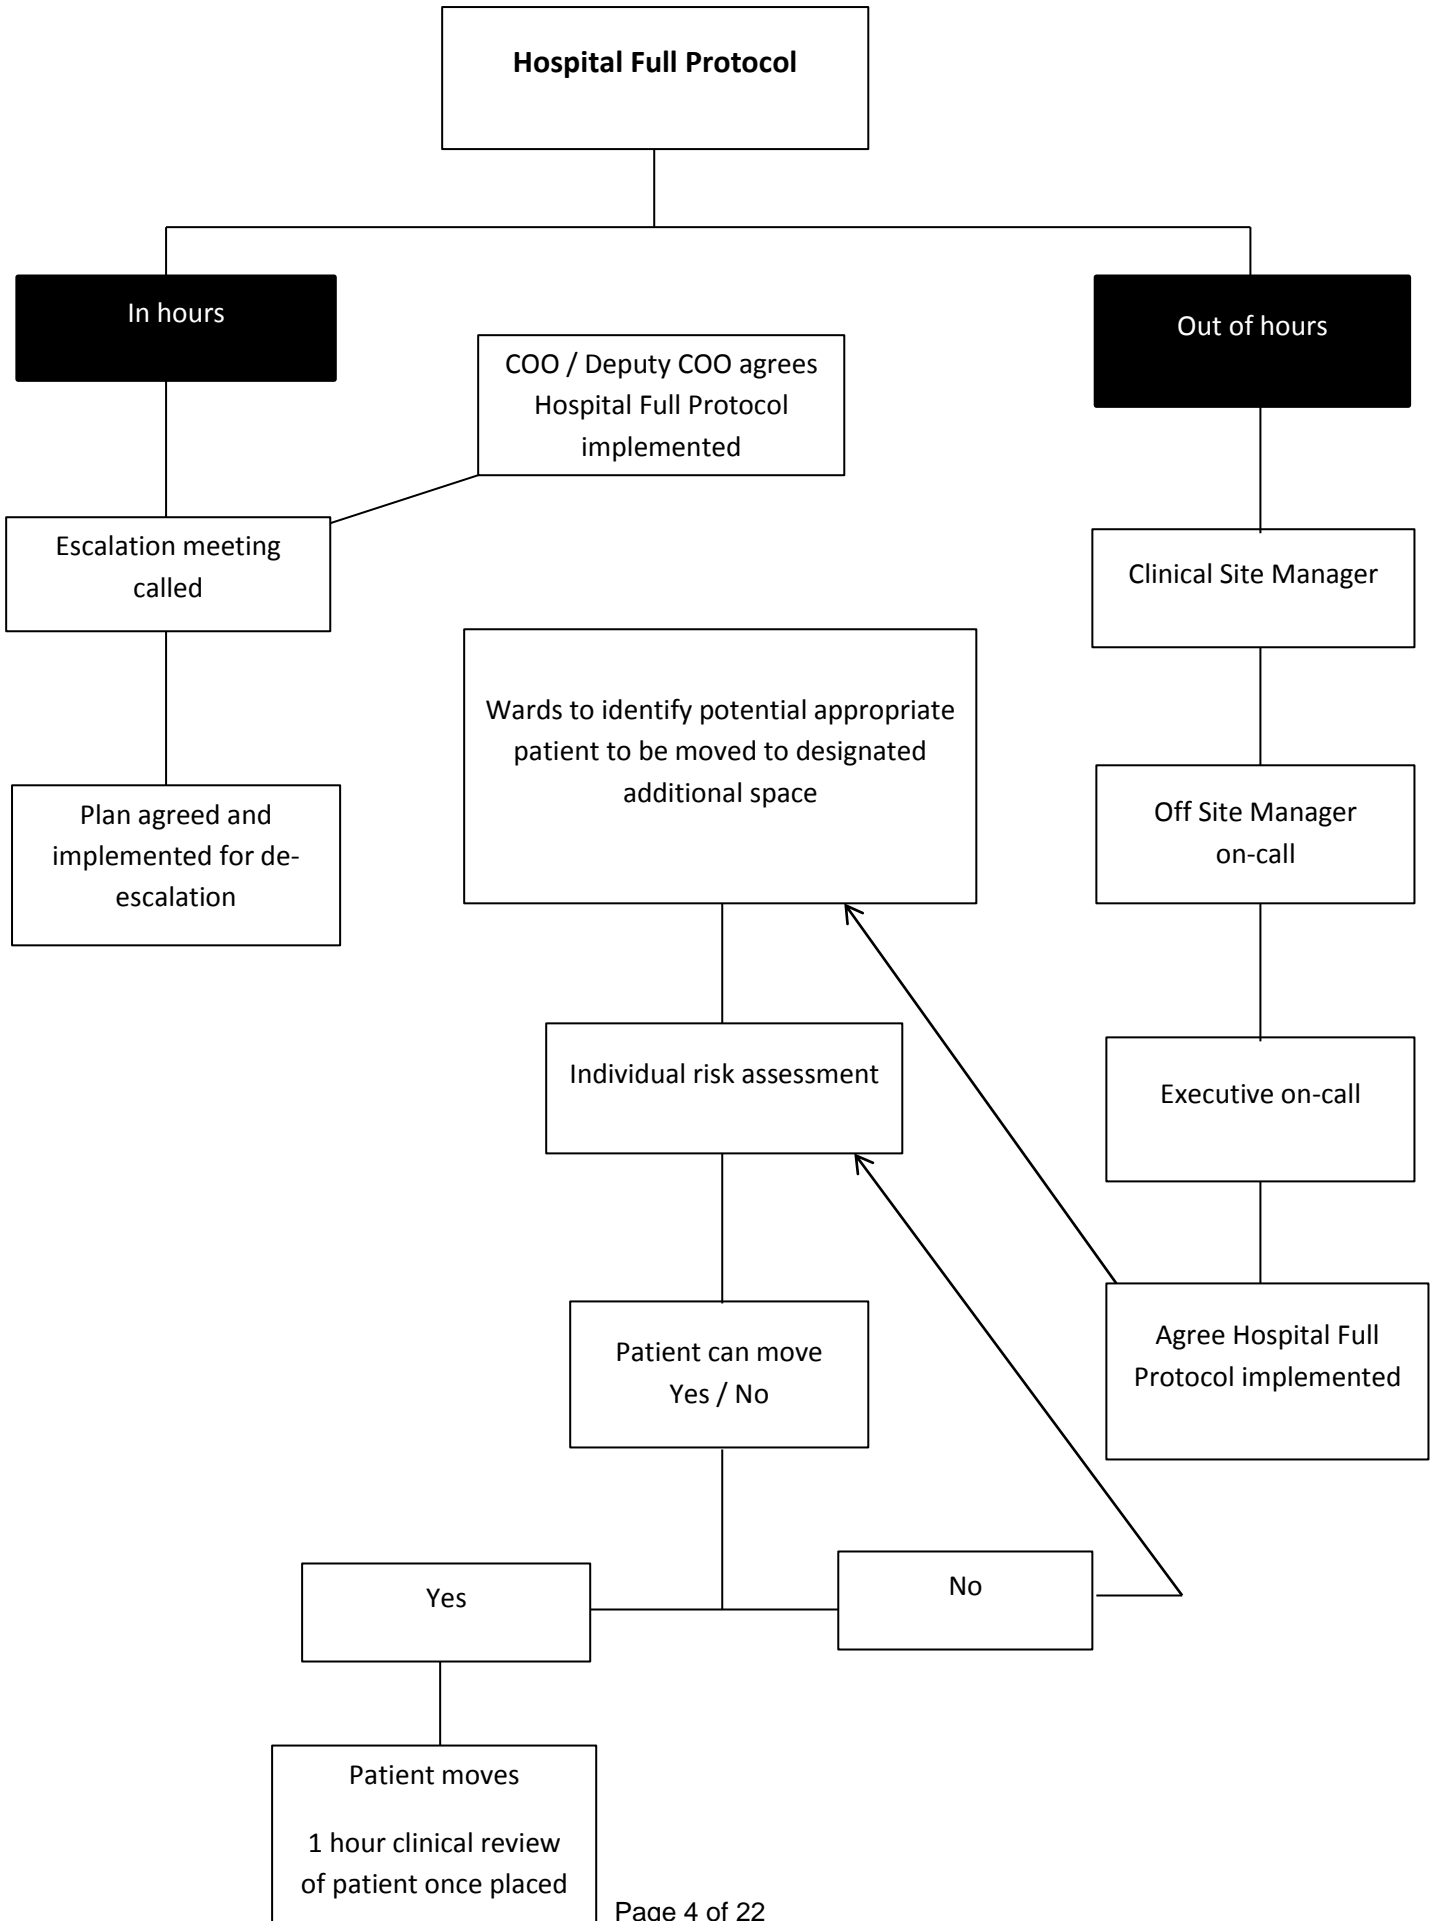 Hospital Full Protocol
In hours
Out of hours
COO / Deputy COO agrees
Hospital Full Protocol
implemented
Escalation meeting
called
Clinical Site Manager
Wards to identify potential appropriate
patient to be moved to designated
additional space
Plan agreed and
implemented for de-
escalation
Off Site Manager
on-call
Individual risk assessment
Executive on-call
Patient can move
Yes / No
Agree Hospital Full
Protocol implemented
Yes
No
Patient moves
1 hour clinical review
of patient once placed
Page 4 of 22